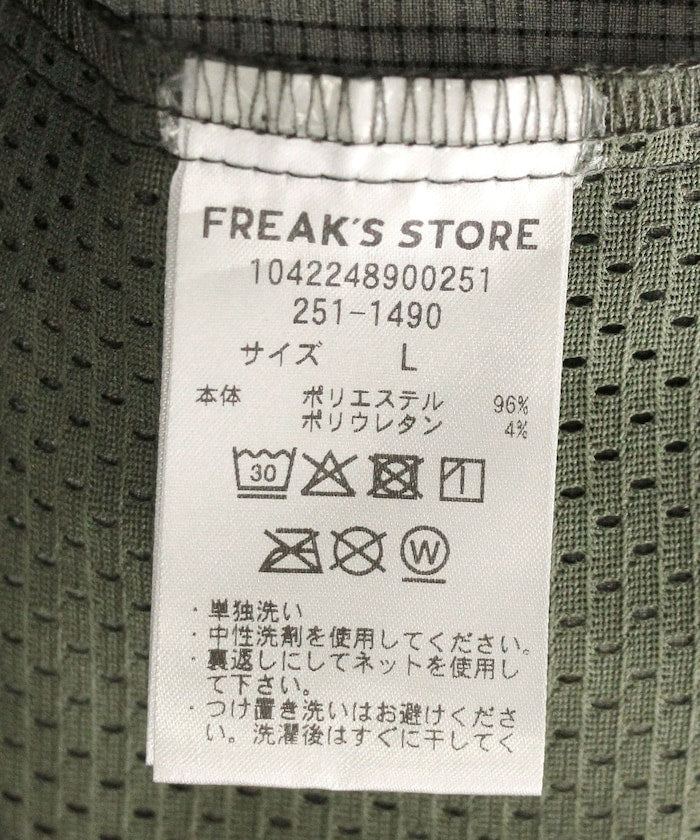 FREAK'S STORE
1042248900251
251-1490
サイズ L
本体 ポリエステル 96%
ポリウレタン 4%
30
W
・単独洗い
・中性洗剤を使用してください。
・裏返しにしてネットを使用し
て下さい。
・つけ置き洗いはお避けくださ
い。洗濯後はすぐに干してく